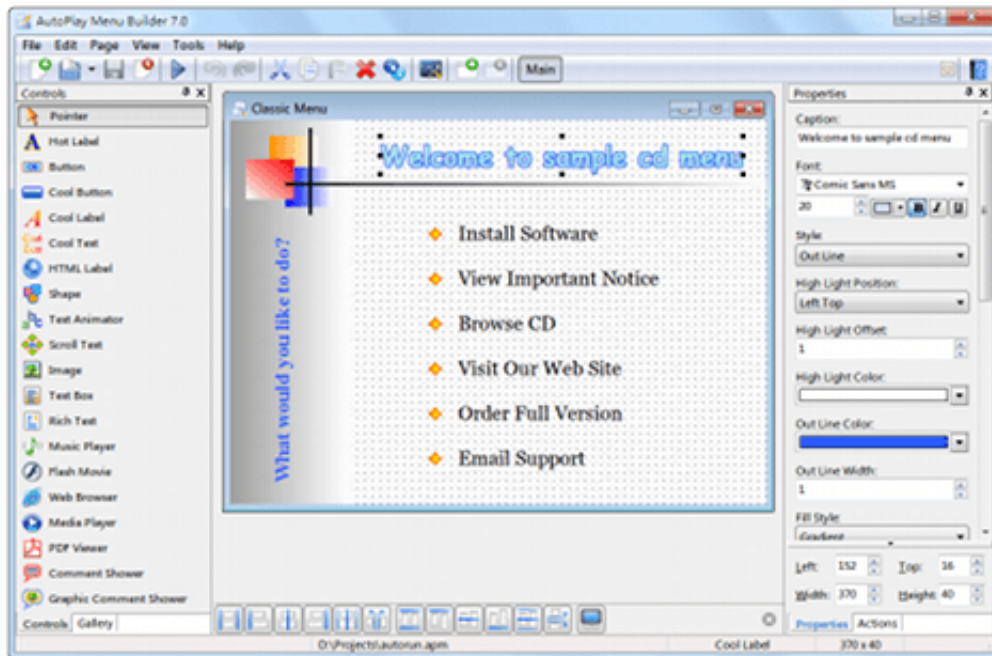 AutoPlay Menu Builder 7.0
File Edit Page View Tools Help
Main
Controls
Pointer
Hot Label
Button
Cool Button
Cool Label
Cool Text
HTML Label
Shape
Text Animator
Scroll Text
Image
Text Box
Rich Text
Music Player
Flash Movie
Web Browser
Media Player
PDF Viewer
Comment Shower
Graphic Comment Shower
Controls Gallery
Classic Menu
Welcome to sample cd menu
What would you like to do?
Install Software
View Important Notice
Browse CD
Visit Our Web Site
Order Full Version
Email Support
Properties
Caption:
Welcome to sample cd menu
Font:
Comic Sans MS
20 B I U
Style:
Out Line
High Light Position:
Left Top
High Light Offset:
1
High Light Color:
Out Line Color:
Out Line Width:
1
Fill Style:
Gradient
Left: 152 Top: 16
Width: 370 Height: 40
Properties Actions
D:\Projects\autorun.apm Cool Label 370 x 40